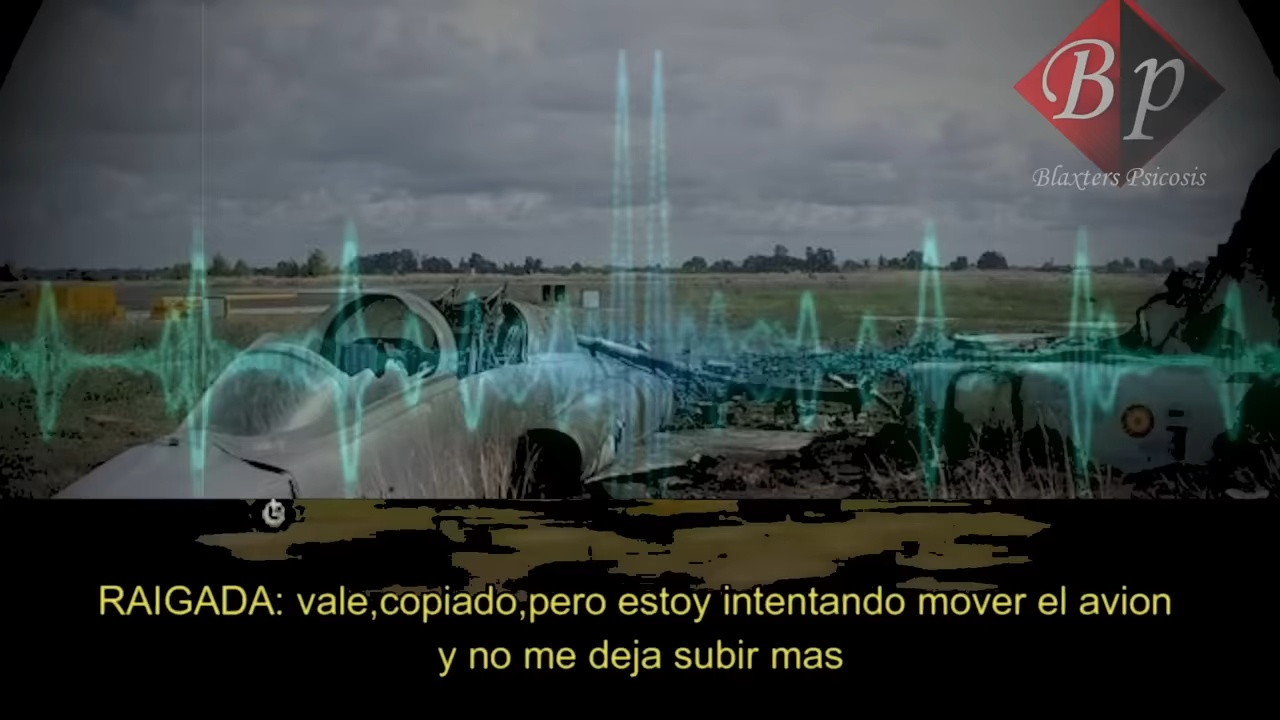 Bp
Blaxters Psicosis
RAIGADA: vale,copiado,pero estoy intentando mover el avion
y no me deja subir mas